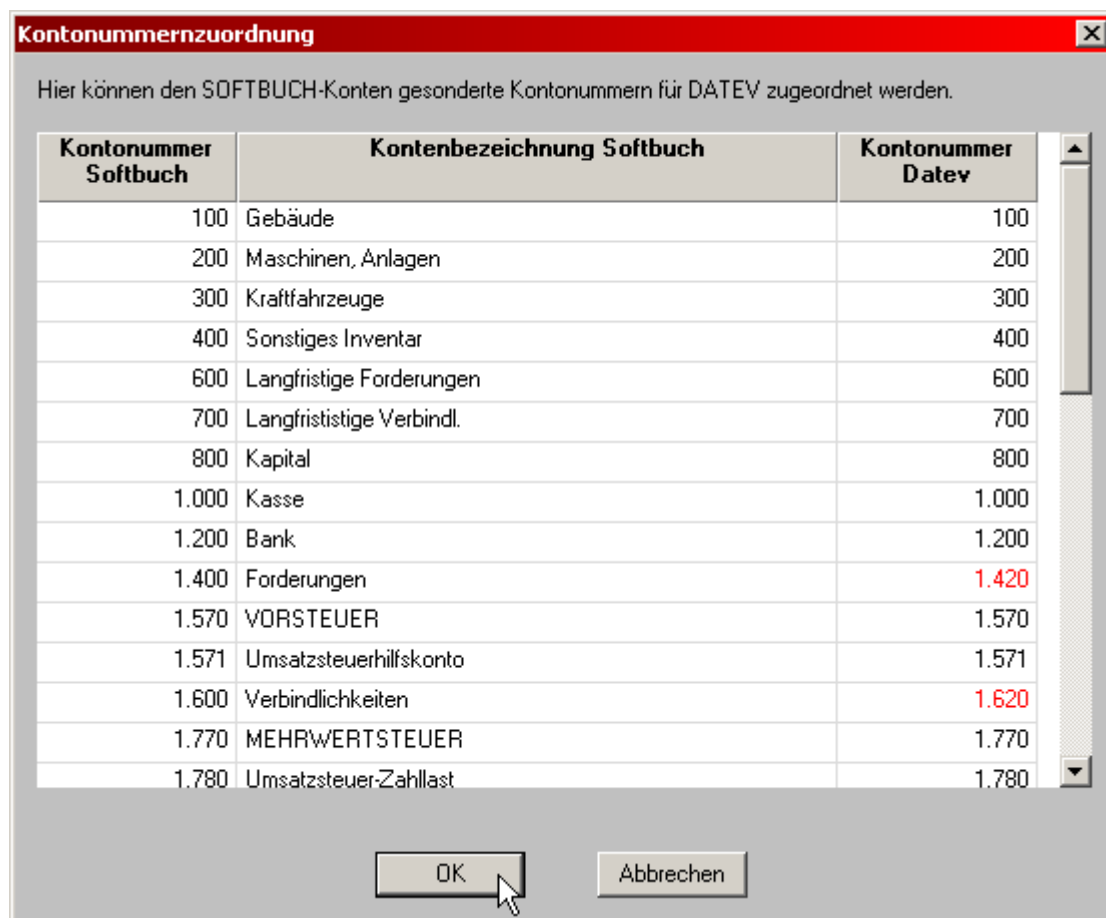 Kontonummernzuordnung
Hier können den SOFTBUCH-Konten gesonderte Kontonummern für DATEV zugeordnet werden.
Kontonummer Softbuch Kontenbezeichnung Softbuch Kontonummer Datev
100 Gebäude 100
200 Maschinen, Anlagen 200
300 Kraftfahrzeuge 300
400 Sonstiges Inventar 400
600 Langfristige Forderungen 600
700 Langfrististige Verbindl. 700
800 Kapital 800
1.000 Kasse 1.000
1.200 Bank 1.200
1.400 Forderungen 1.420
1.570 VORSTEUER 1.570
1.571 Umsatzsteuerhilfskonto 1.571
1.600 Verbindlichkeiten 1.620
1.770 MEHRWERTSTEUER 1.770
1.780 Umsatzsteuer-Zahllast 1.780
OK Abbrechen